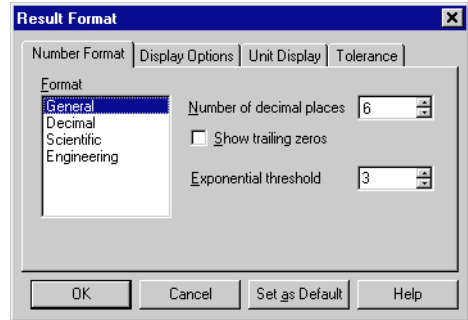 Result Format
Number Format Display Options Unit Display Tolerance
Format
General
Decimal
Scientific
Engineering
Number of decimal places 6
Show trailing zeros
Exponential threshold 3
OK Cancel Set as Default Help